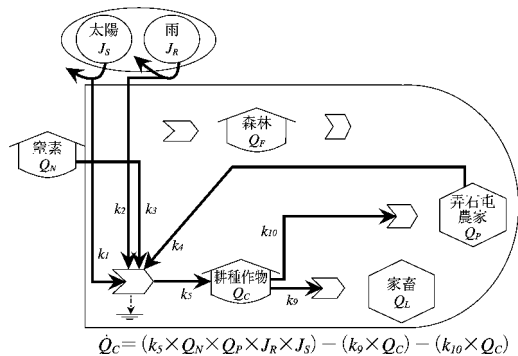 太陽
J_S
雨
J_R
窒素
Q_N
森林
Q_F
弄石屯
農家
Q_P
k_1
k_2
k_3
k_4
k_5
k_10
k_9
耕種作物
Q_C
家畜
Q_L
Q̇_C = (k_5×Q_N×Q_P×J_R×J_S) − (k_9×Q_C) − (k_10×Q_C)